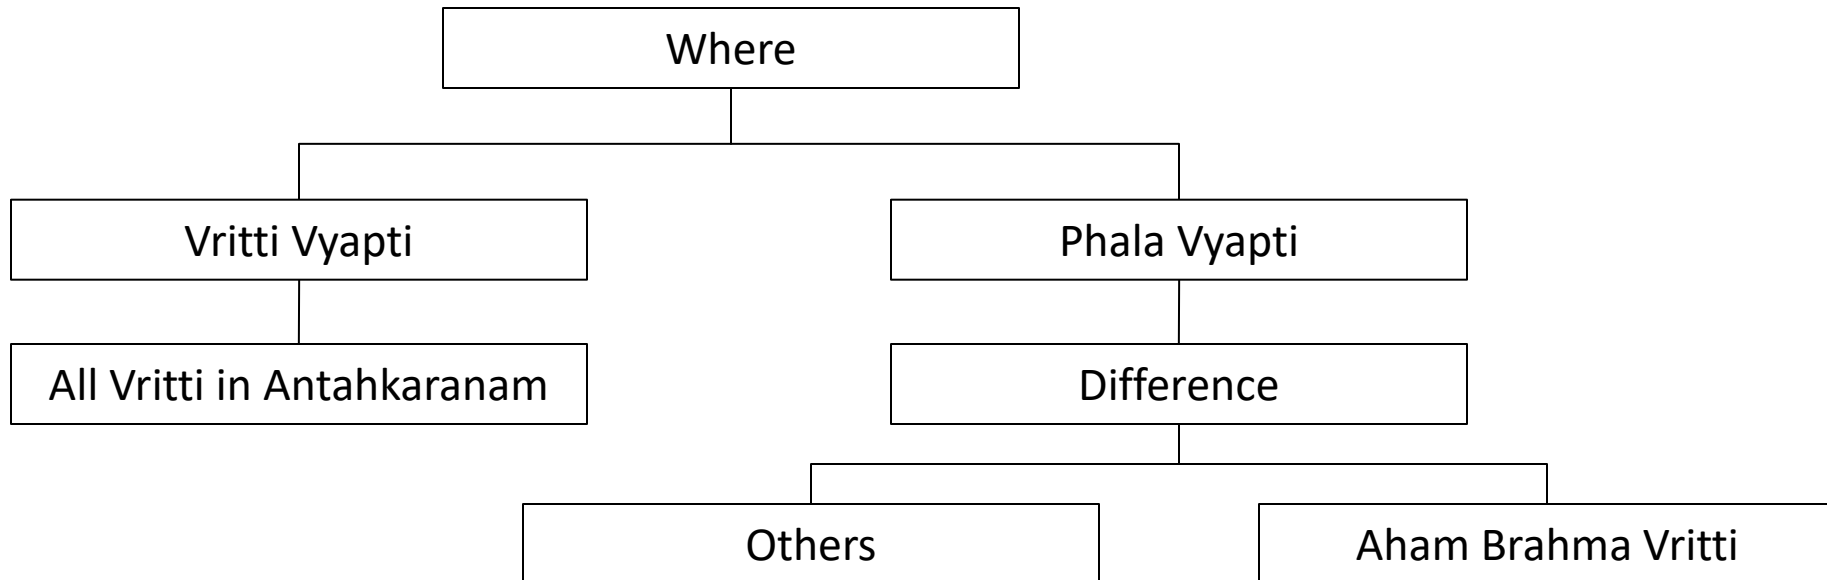 Where
Vritti Vyapti
Phala Vyapti
All Vritti in Antahkaranam
Difference
Others
Aham Brahma Vritti